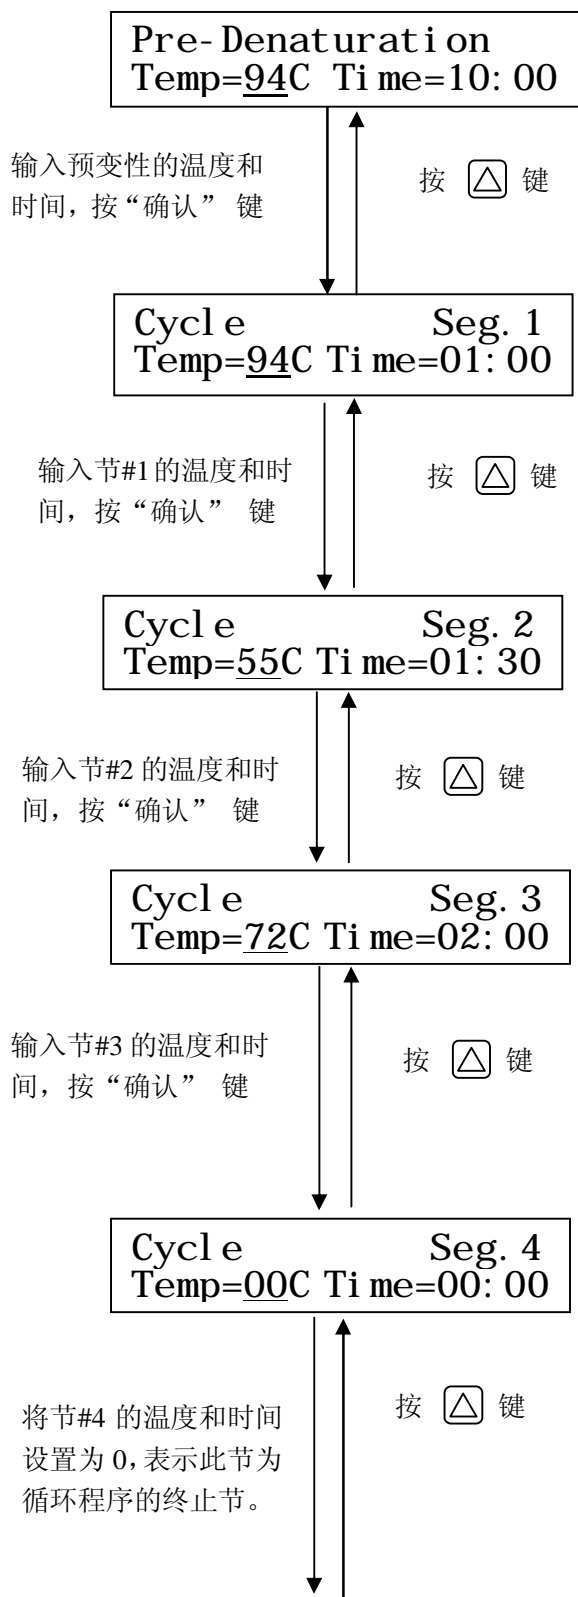 Pre-Denaturation
Temp=94C Time=10:00
输入预变性的温度和
时间，按“确认” 键
按 键
Cycle Seg. 1
Temp=94C Time=01:00
输入节#1的温度和时
间，按“确认” 键
按 键
Cycle Seg. 2
Temp=55C Time=01:30
输入节#2 的温度和时
间，按“确认” 键
按 键
Cycle Seg. 3
Temp=72C Time=02:00
输入节#3 的温度和时
间，按“确认” 键
按 键
Cycle Seg. 4
Temp=00C Time=00:00
将节#4 的温度和时间
设置为 0，表示此节为
循环程序的终止节。
按 键